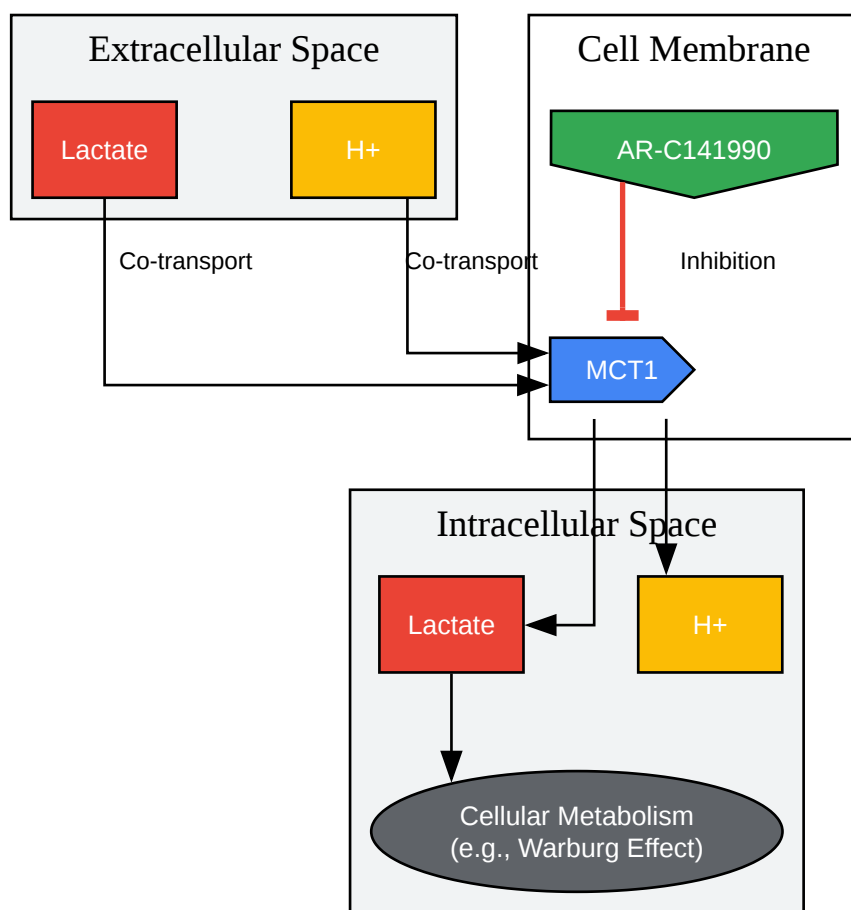 Extracellular Space
Cell Membrane
Lactate
H+
AR-C141990
Co-transport
Co-transport
Inhibition
MCT1
Intracellular Space
Lactate
H+
Cellular Metabolism
(e.g., Warburg Effect)